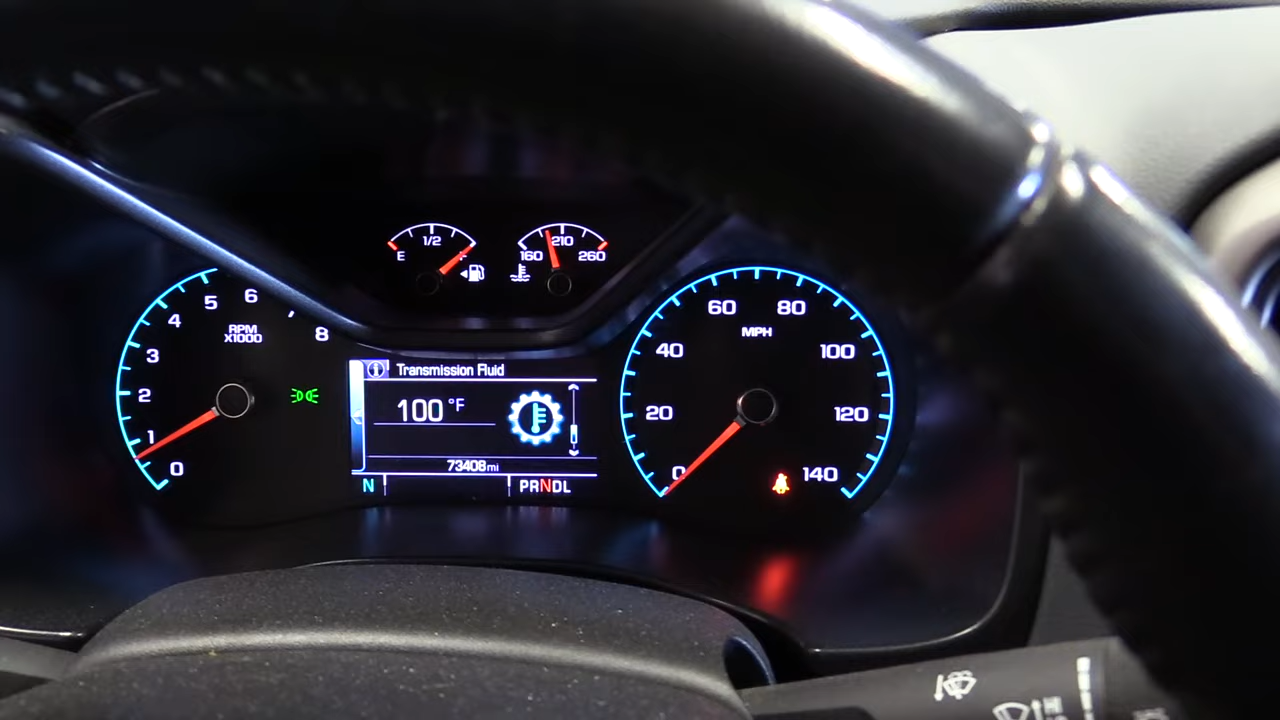 E 1/2 F
160 210 260
0 1 2 3 4 5 6 8
RPM
X1000
Transmission Fluid
100 °F
73408 mi
N PRNDL
0 20 40 60 80 100 120 140
MPH